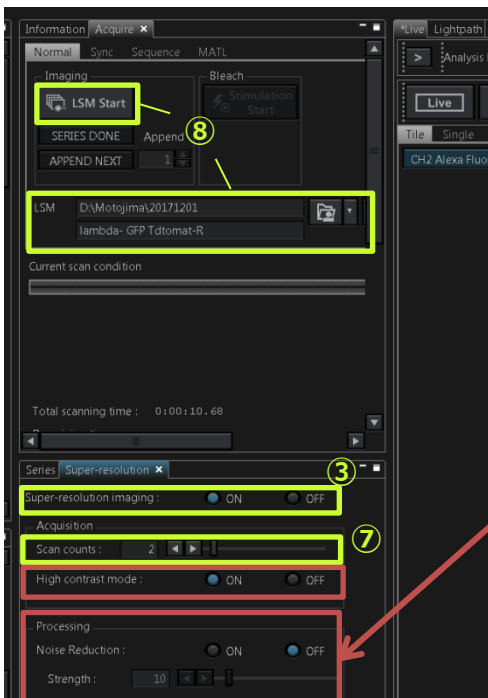 Information Acquire ×
Normal Sync Sequence MATL
Imaging
Bleach
LSM Start
Stimulation Start
⑧
SERIES DONE Append
APPEND NEXT 1
LSM D:\Motojima\20171201
lambda- GFP Tdtomat-R
Current scan condition
Total scanning time : 0:00:10.68
*Live Lightpath
> Analysis
Live
Tile Single
CH2 Alexa Fluo
Series Super-resolution ×
③
Super-resolution imaging : ON OFF
Acquisition
⑦
Scan counts : 2
High contrast mode : ON OFF
Processing
Noise Reduction : ON OFF
Strength : 10